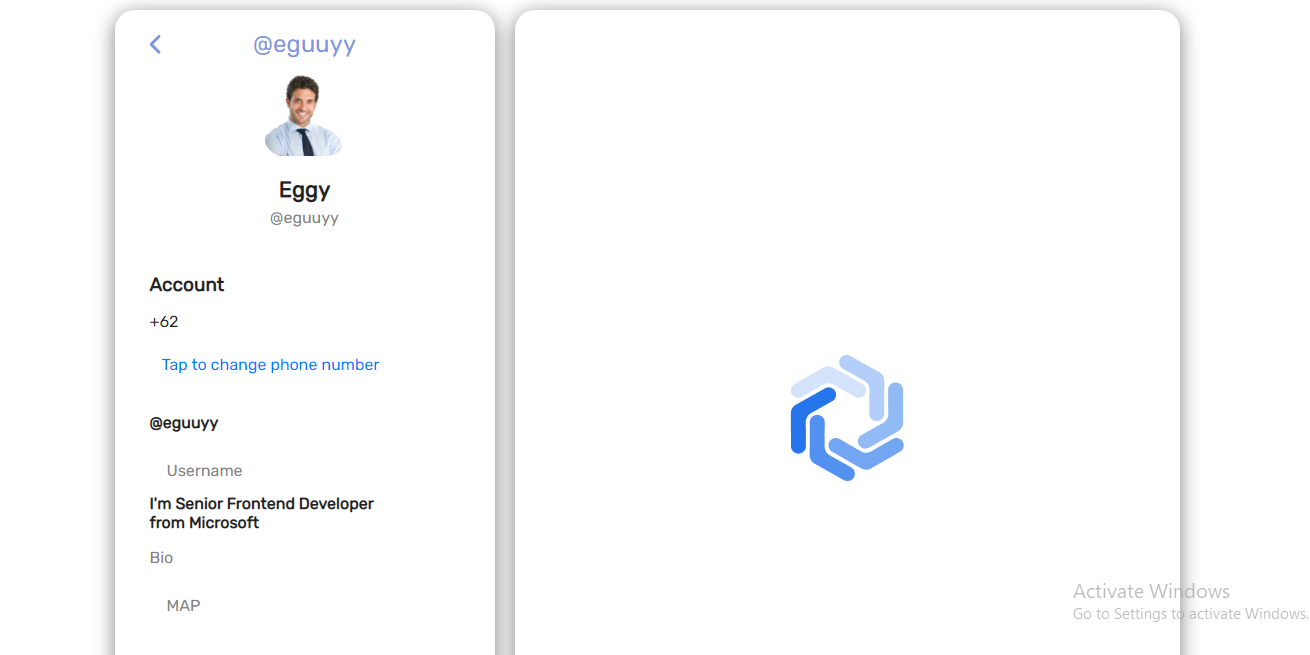 @eguuyy
Eggy
@eguuyy
Account
+62
Tap to change phone number
@eguuyy
Username
I'm Senior Frontend Developer
from Microsoft
Bio
MAP
Activate Windows
Go to Settings to activate Windows.